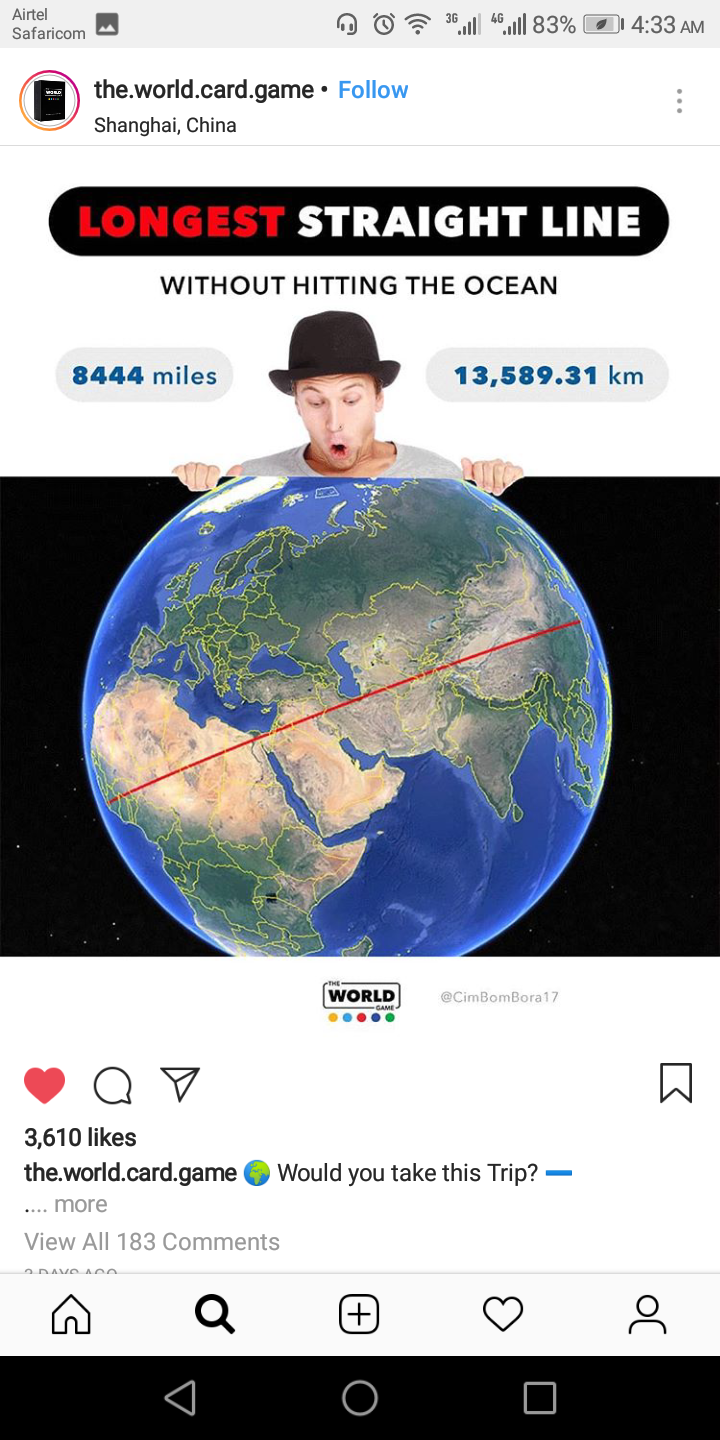 Airtel
Safaricom
3G
4G
83%
4:33 AM
WORLD
the.world.card.game • Follow
Shanghai, China
LONGEST STRAIGHT LINE
WITHOUT HITTING THE OCEAN
8444 miles
13,589.31 km
THE
WORLD
GAME
@CimBomBora17
3,610 likes
the.world.card.game 🌍 Would you take this Trip? ➖
.... more
View All 183 Comments